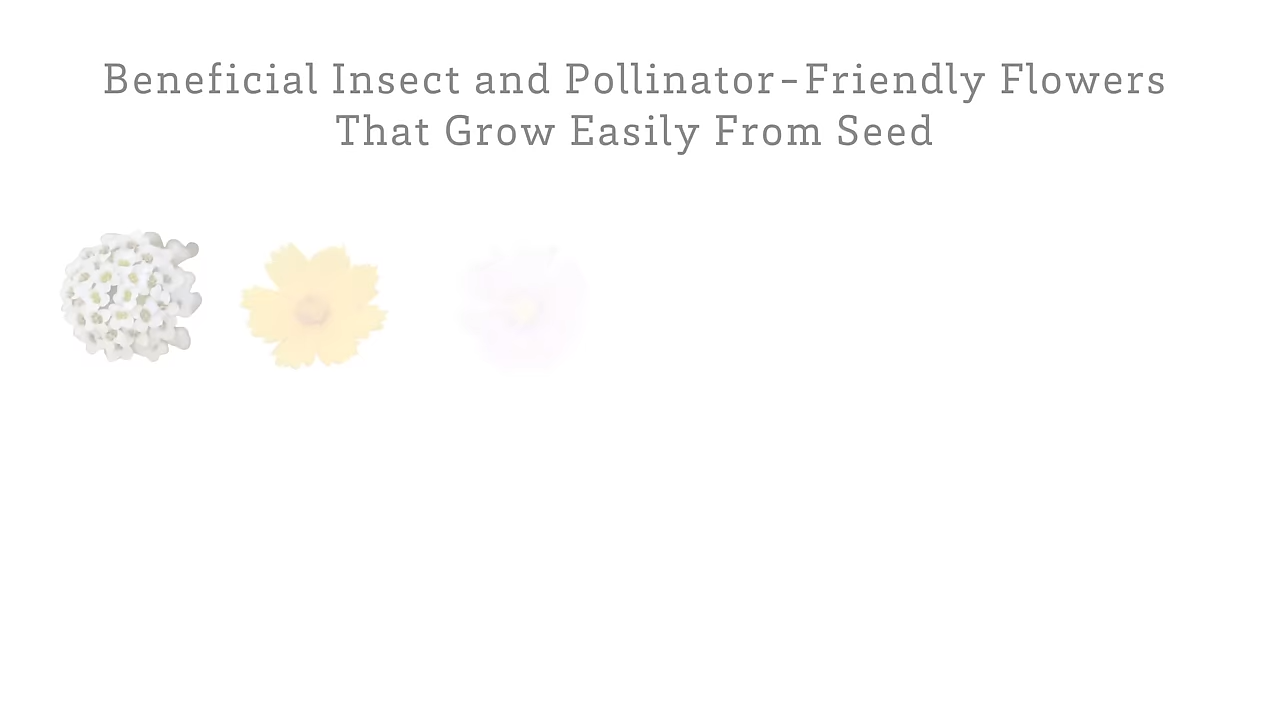 Beneficial Insect and Pollinator-Friendly Flowers
That Grow Easily From Seed